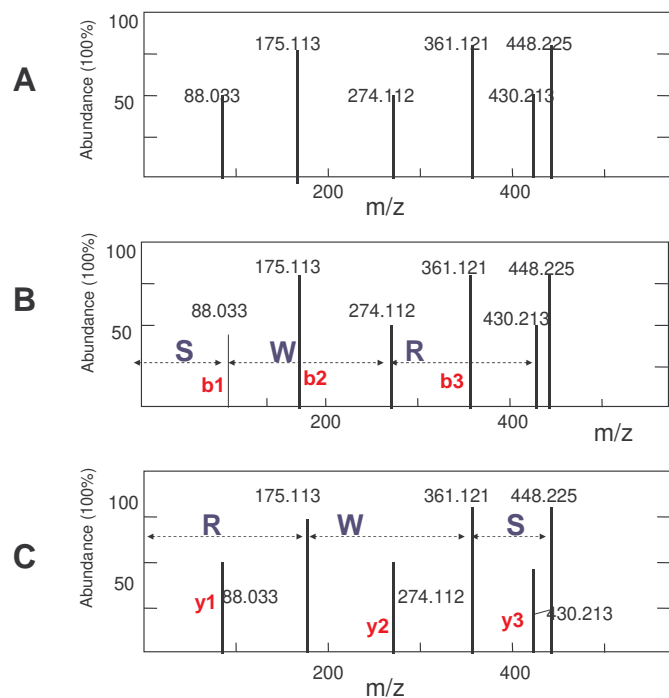 A
Abundance (100%)
100
50
88.033
175.113
274.112
361.121
430.213
448.225
200
400
m/z
B
Abundance (100%)
100
50
88.033
175.113
274.112
361.121
430.213
448.225
S
W
R
b1
b2
b3
200
400
m/z
C
Abundance (100%)
100
50
175.113
361.121
448.225
R
W
S
y1
88.033
y2
274.112
y3
430.213
200
400
m/z